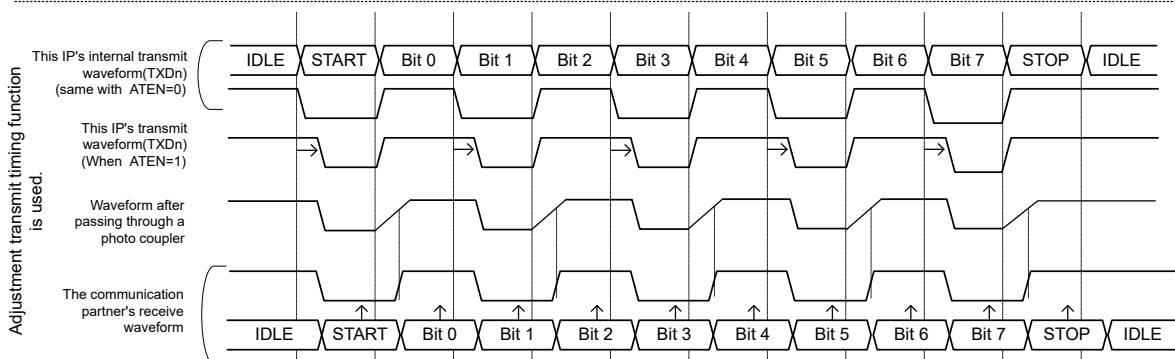 Adjustment transmit timing function
is used.
This IP's internal transmit
waveform(TXDn)
(same with ATEN=0)
IDLE START Bit 0 Bit 1 Bit 2 Bit 3 Bit 4 Bit 5 Bit 6 Bit 7 STOP IDLE
This IP's transmit
waveform(TXDn)
(When ATEN=1)
Waveform after
passing through a
photo coupler
The communication
partner's receive
waveform
IDLE START Bit 0 Bit 1 Bit 2 Bit 3 Bit 4 Bit 5 Bit 6 Bit 7 STOP IDLE